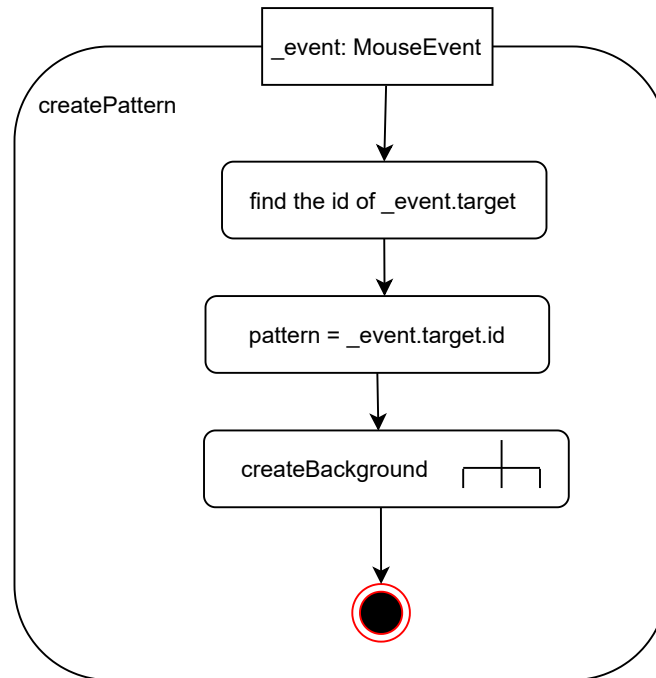 _event: MouseEvent
createPattern
find the id of _event.target
pattern = _event.target.id
createBackground